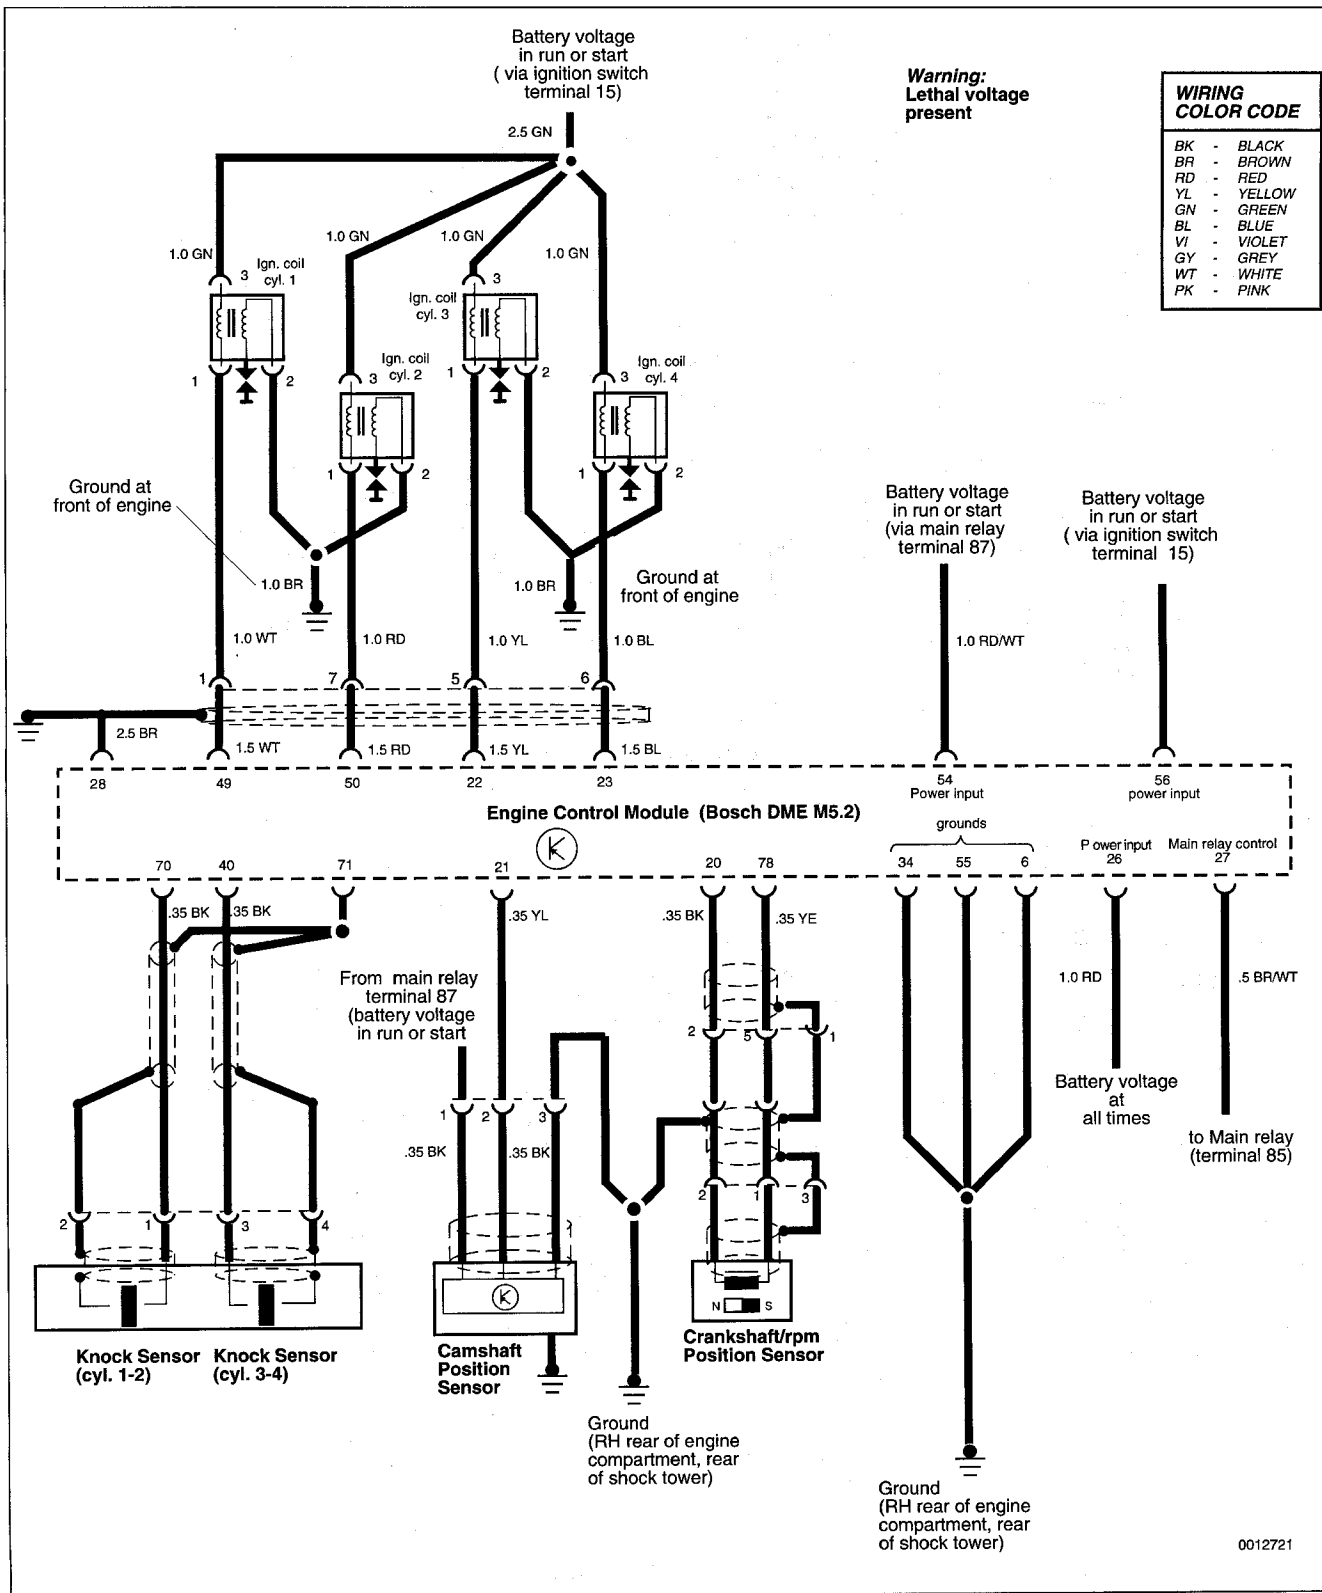 Battery voltage
in run or start
( via ignition switch
terminal 15)
Warning:
Lethal voltage
present
WIRING
COLOR CODE
BK - BLACK
BR - BROWN
RD - RED
YL - YELLOW
GN - GREEN
BL - BLUE
VI - VIOLET
GY - GREY
WT - WHITE
PK - PINK
2.5 GN
1.0 GN
1.0 GN
1.0 GN
1.0 GN
3
Ign. coil
cyl. 1
3
Ign. coil
cyl. 3
1
2
3
Ign. coil
cyl. 2
1
2
3
Ign. coil
cyl. 4
1
2
1
2
Ground at
front of engine
1.0 BR
1.0 BR
Ground at
front of engine
Battery voltage
in run or start
(via main relay
terminal 87)
Battery voltage
in run or start
( via ignition switch
terminal 15)
1.0 WT
1.0 RD
1.0 YL
1.0 BL
1.0 RD/WT
1
7
5
6
2.5 BR
1.5 WT
1.5 RD
1.5 YL
1.5 BL
28
49
50
22
23
54
Power input
56
power input
Engine Control Module (Bosch DME M5.2)
grounds
70
40
71
21
20
78
34
55
6
P ower input
26
Main relay control
27
.35 BK
.35 BK
.35 YL
.35 BK
.35 YE
1.0 RD
.5 BR/WT
From main relay
terminal 87
(battery voltage
in run or start
2
5
1
1
2
3
.35 BK
.35 BK
Battery voltage
at
all times
to Main relay
(terminal 85)
2
1
3
2
1
3
4
N
S
Knock Sensor
(cyl. 1-2)
Knock Sensor
(cyl. 3-4)
Camshaft
Position
Sensor
Crankshaft/rpm
Position Sensor
Ground
(RH rear of engine
compartment, rear
of shock tower)
Ground
(RH rear of engine
compartment, rear
of shock tower)
0012721